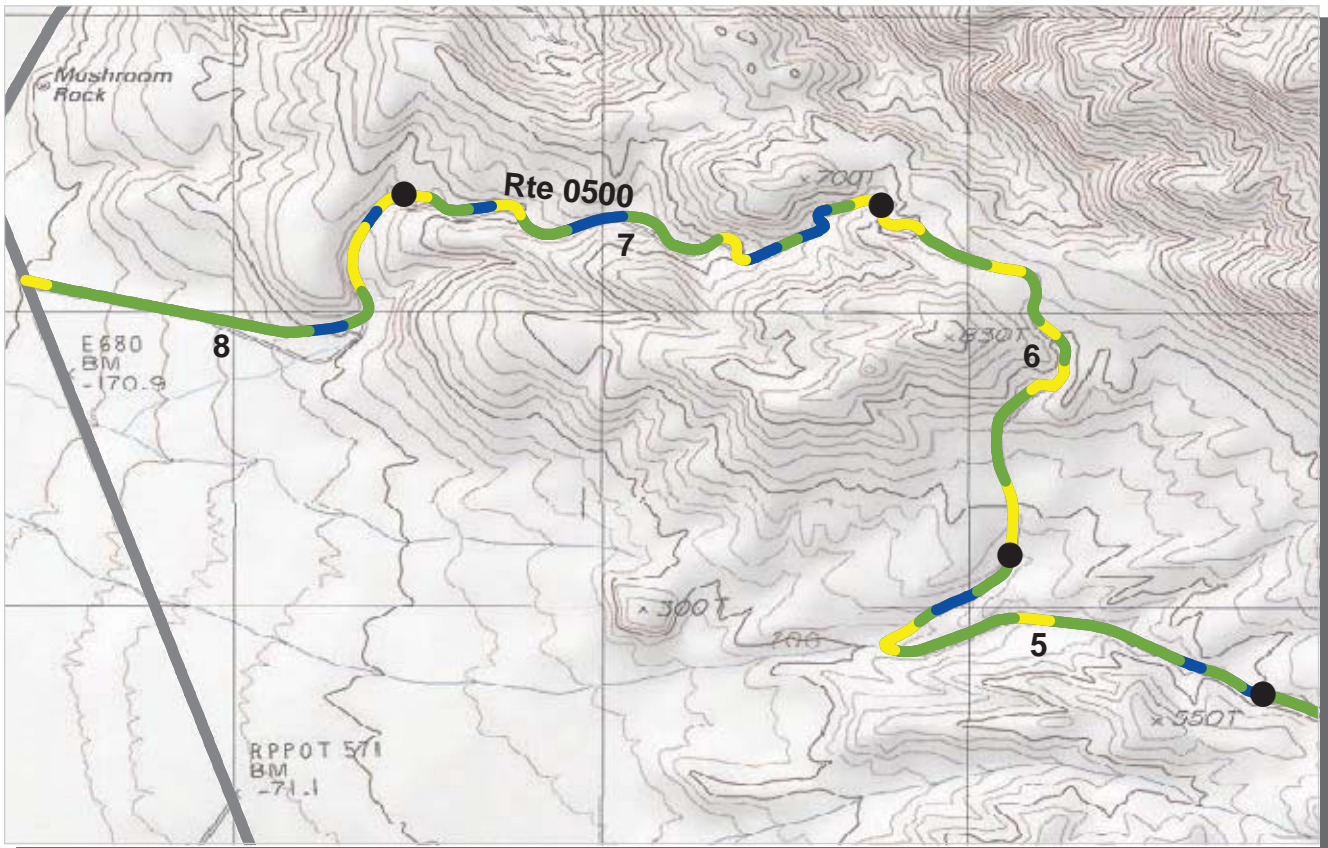 Mushroom
Rock
Rte 0500
× 700T
7
E680
BM
-170.9
8
×830T
6
× 300T
100
5
×550T
RPPOT 571
BM
-71.1